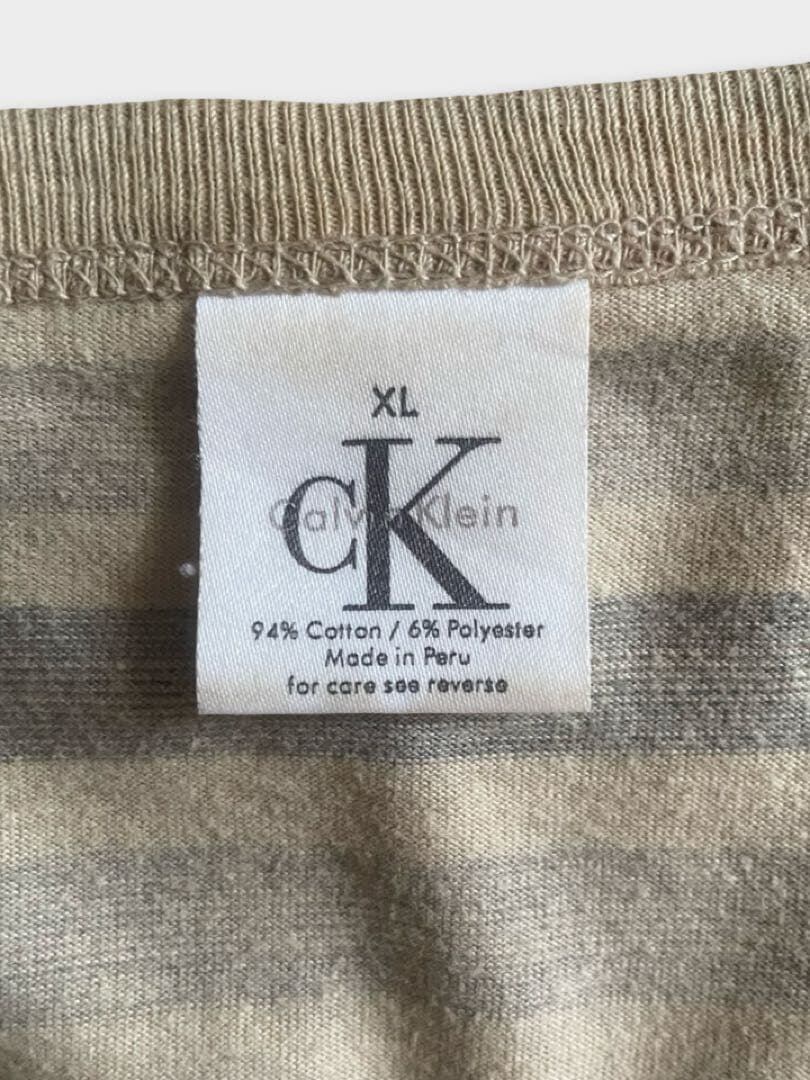 XL
cK
Calvin Klein
94% Cotton / 6% Polyester
Made in Peru
for care see reverse